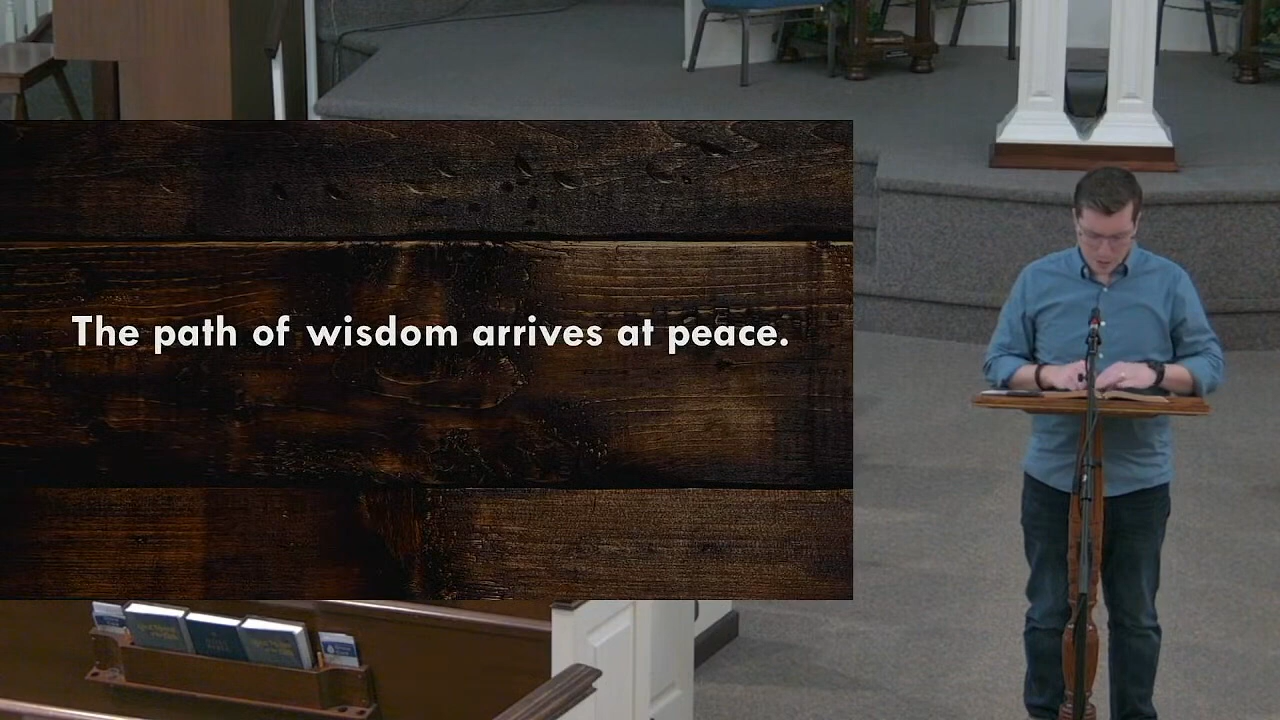 The path of wisdom arrives at peace.